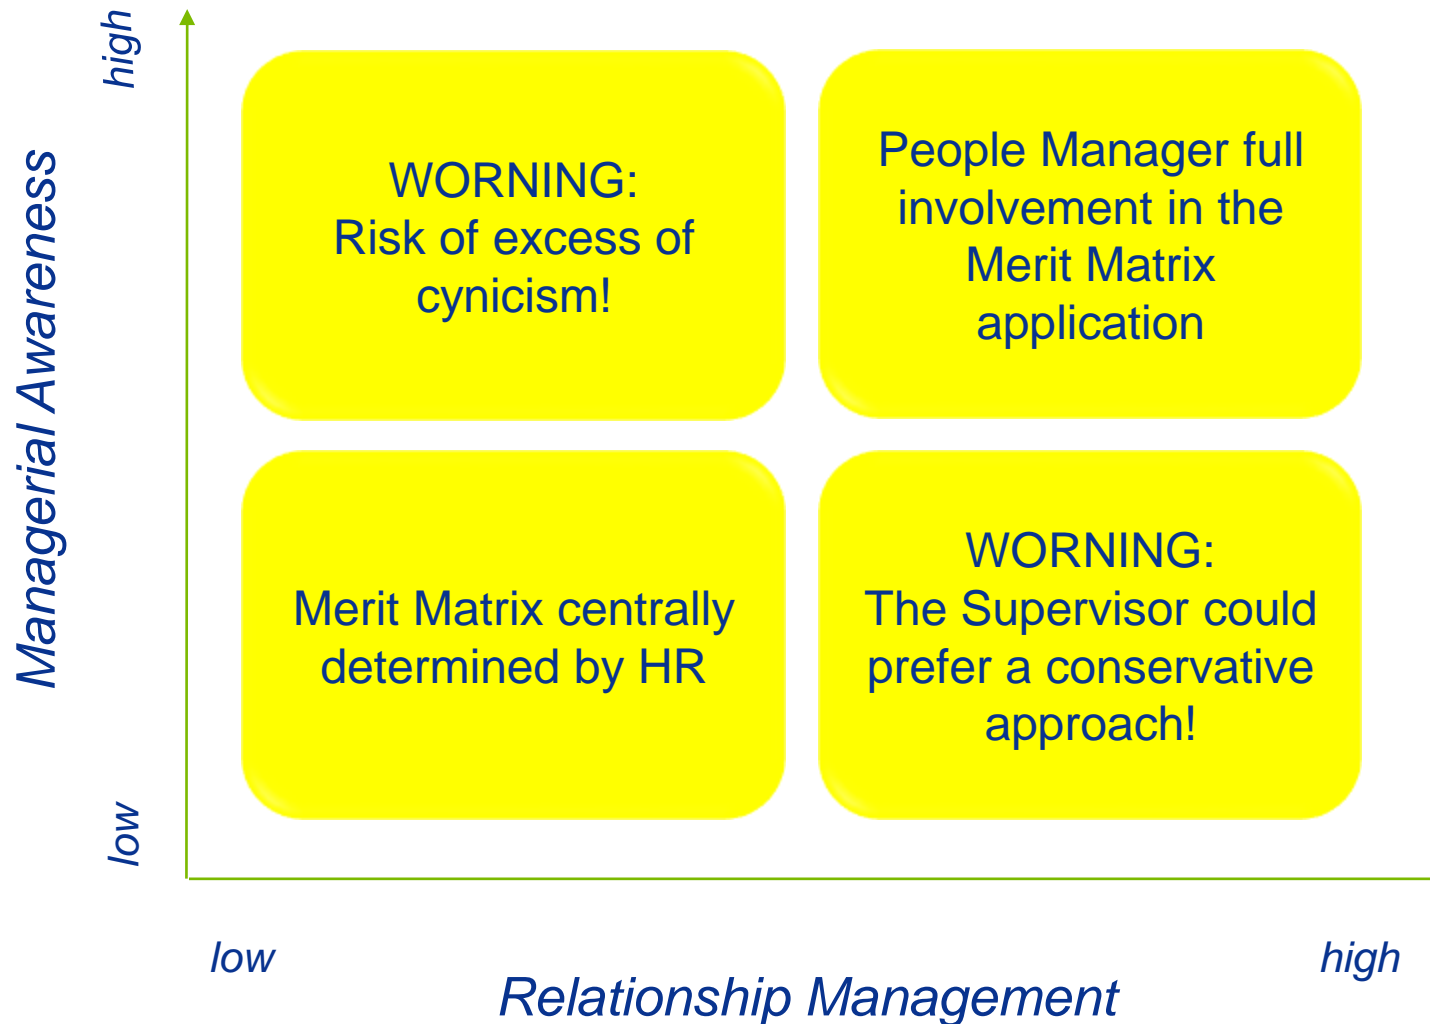 high
Managerial Awareness
low
WORNING:
Risk of excess of
cynicism!
People Manager full
involvement in the
Merit Matrix
application
Merit Matrix centrally
determined by HR
WORNING:
The Supervisor could
prefer a conservative
approach!
low
high
Relationship Management